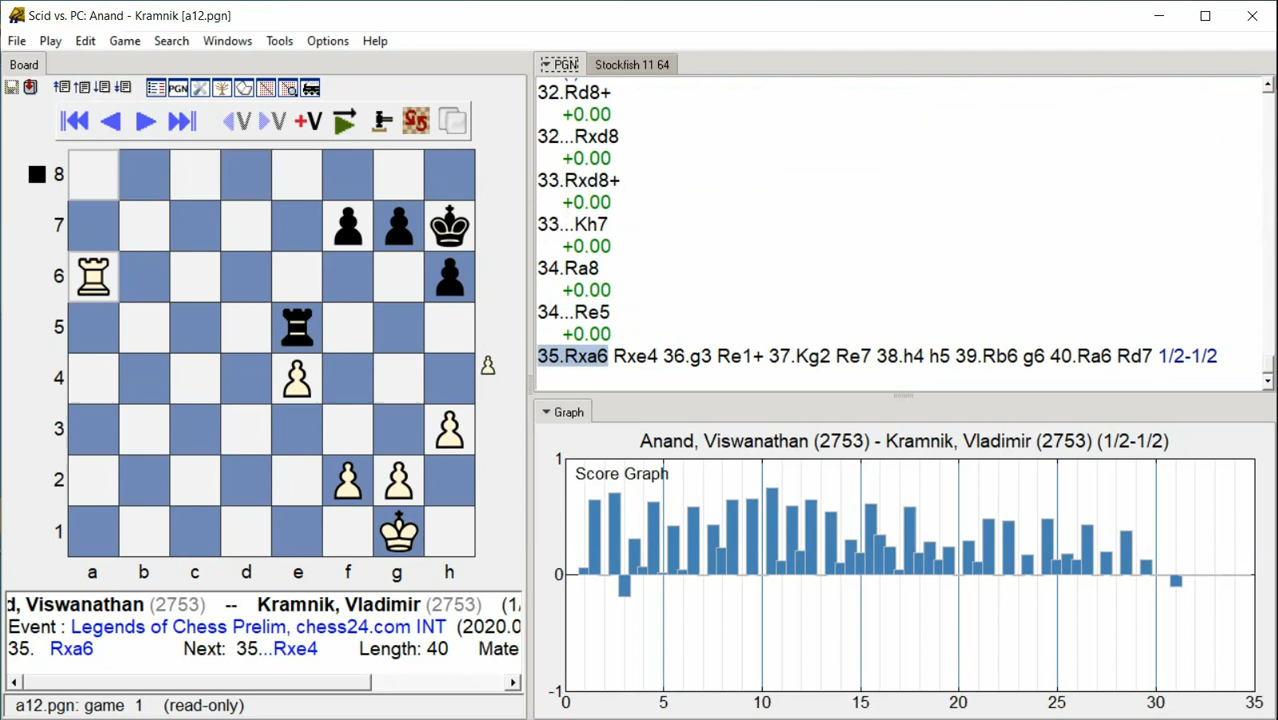 Scid vs. PC: Anand - Kramnik [a12.pgn]
File Play Edit Game Search Windows Tools Options Help
Board
PGN
8
7
6
5
4
3
2
1
a b c d e f g h
d, Viswanathan (2753) -- Kramnik, Vladimir (2753) (1/
Event : Legends of Chess Prelim, chess24.com INT (2020.0
35. Rxa6 Next: 35...Rxe4 Length: 40 Mate
a12.pgn: game 1 (read-only)
PGN Stockfish 11 64
32.Rd8+
+0.00
32...Rxd8
+0.00
33.Rxd8+
+0.00
33...Kh7
+0.00
34.Ra8
+0.00
34...Re5
+0.00
35.Rxa6 Rxe4 36.g3 Re1+ 37.Kg2 Re7 38.h4 h5 39.Rb6 g6 40.Ra6 Rd7 1/2-1/2
Graph
Anand, Viswanathan (2753) - Kramnik, Vladimir (2753) (1/2-1/2)
Score Graph
1
0
-1
0 5 10 15 20 25 30 35